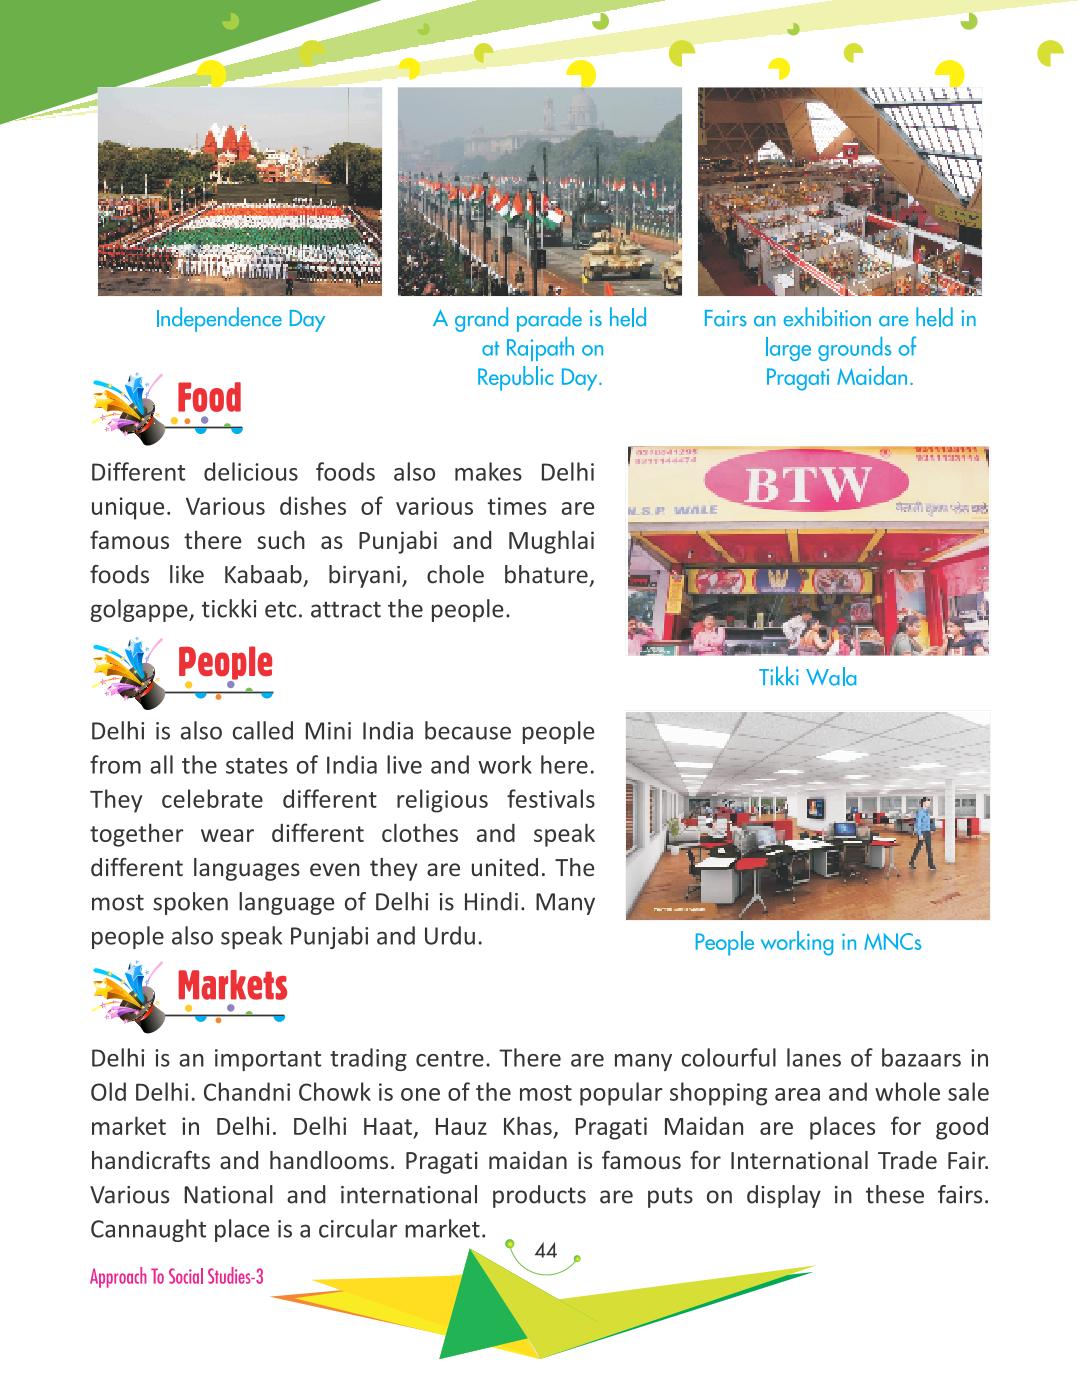 Independence Day
A grand parade is held
at Rajpath on
Republic Day.
Fairs an exhibition are held in
large grounds of
Pragati Maidan.
Food
Different delicious foods also makes Delhi
unique. Various dishes of various times are
famous there such as Punjabi and Mughlai
foods like Kabaab, biryani, chole bhature,
golgappe, tickki etc. attract the people.
BTW
N.S.P. WALE
Tikki Wala
People
Delhi is also called Mini India because people
from all the states of India live and work here.
They celebrate different religious festivals
together wear different clothes and speak
different languages even they are united. The
most spoken language of Delhi is Hindi. Many
people also speak Punjabi and Urdu.
People working in MNCs
Markets
Delhi is an important trading centre. There are many colourful lanes of bazaars in
Old Delhi. Chandni Chowk is one of the most popular shopping area and whole sale
market in Delhi. Delhi Haat, Hauz Khas, Pragati Maidan are places for good
handicrafts and handlooms. Pragati maidan is famous for International Trade Fair.
Various National and international products are puts on display in these fairs.
Cannaught place is a circular market.
44
Approach To Social Studies-3